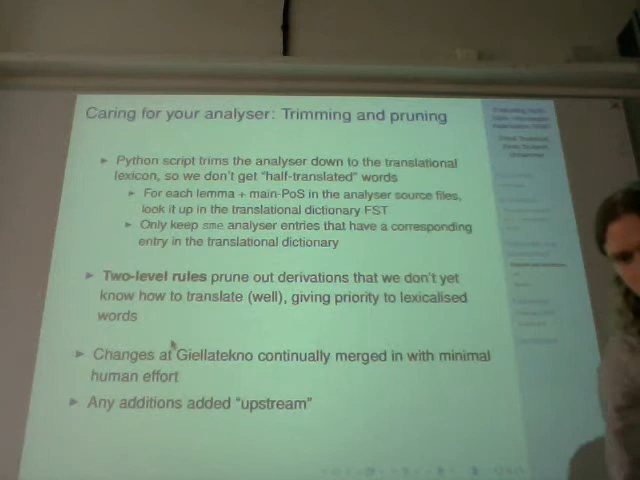 Caring for your analyser: Trimming and pruning
► Python script trims the analyser down to the translational
lexicon, so we don't get "half-translated" words
► For each lemma + main-PoS in the analyser source files,
look it up in the translational dictionary FST
► Only keep sme analyser entries that have a corresponding
entry in the translational dictionary
► Two-level rules prune out derivations that we don't yet
know how to translate (well), giving priority to lexicalised
words
► Changes at Giellatekno continually merged in with minimal
human effort
► Any additions added "upstream"